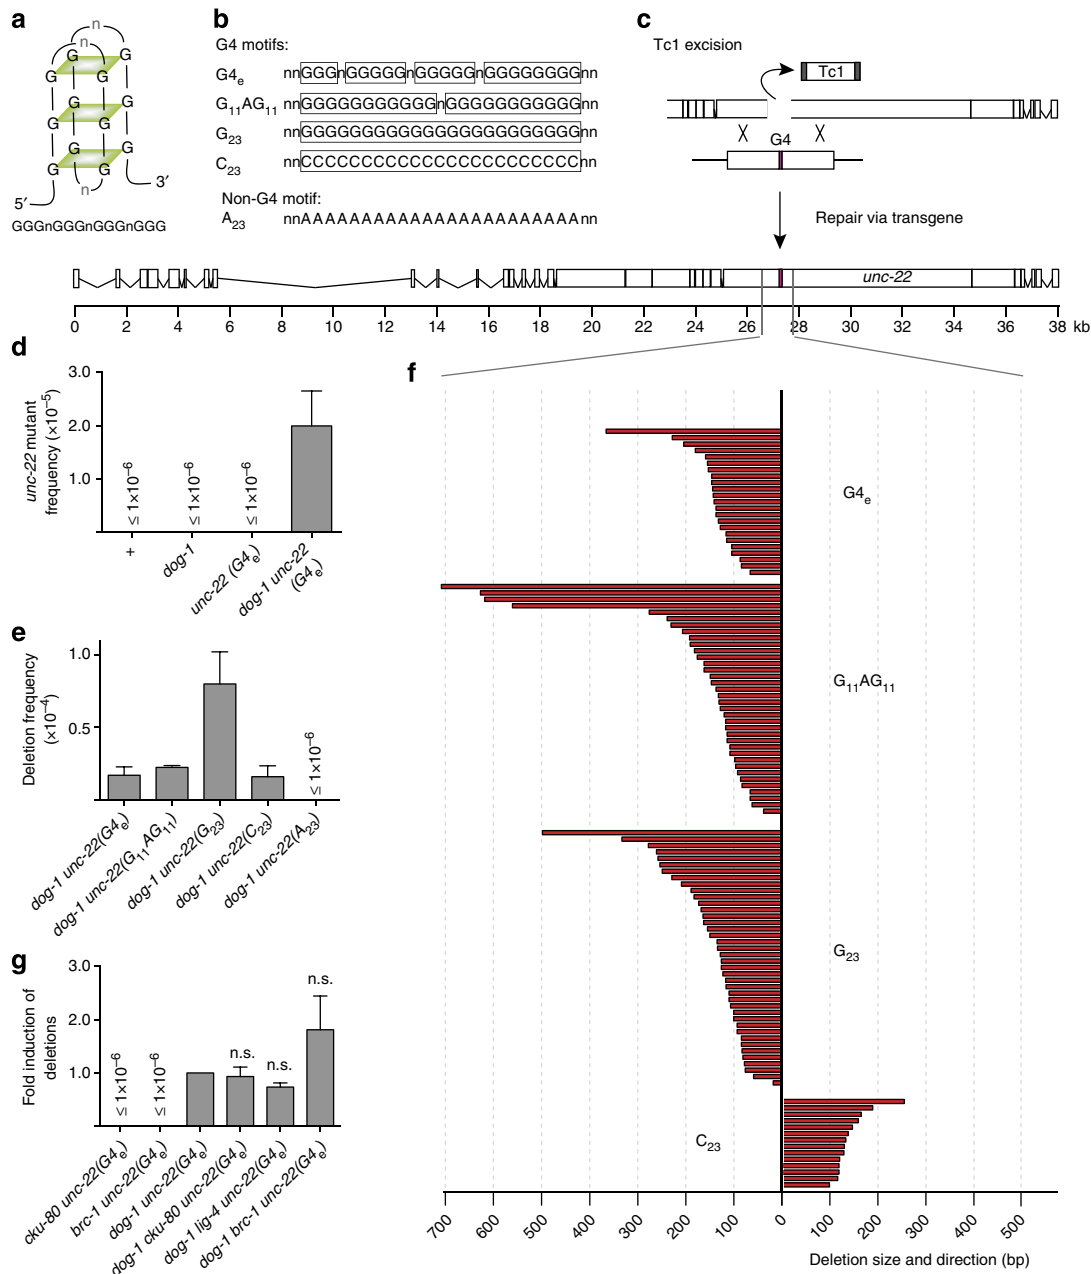 a
n
n
G G
G G
G G
G G
G G
G G
n
5′
3′
GGGnGGGnGGGnGGG
b
G4 motifs:
G4e nnGGGnGGGGGnGGGGGnGGGGGGGGnn
G11AG11 nnGGGGGGGGGGGnGGGGGGGGGGGnn
G23 nnGGGGGGGGGGGGGGGGGGGGGGGnn
C23 nnCCCCCCCCCCCCCCCCCCCCCCCnn
Non-G4 motif:
A23 nnAAAAAAAAAAAAAAAAAAAAAAAnn
c
Tc1 excision
Tc1
G4
Repair via transgene
unc-22
0 2 4 6 8 10 12 14 16 18 20 22 24 26 28 30 32 34 36 38 kb
d
unc-22 mutant
frequency (×10−5)
3.0
2.0
1.0
≤ 1×10−6
≤ 1×10−6
≤ 1×10−6
+
dog-1
unc-22 (G4e)
dog-1 unc-22
(G4e)
e
Deletion frequency
(×10−4)
1.0
0.5
≤ 1×10−6
dog-1 unc-22(G4e)
dog-1 unc-22(G11AG11)
dog-1 unc-22(G23)
dog-1 unc-22(C23)
dog-1 unc-22(A23)
g
Fold induction of
deletions
3.0
2.0
1.0
≤ 1×10−6
≤ 1×10−6
n.s.
n.s.
n.s.
cku-80 unc-22(G4e)
brc-1 unc-22(G4e)
dog-1 unc-22(G4e)
dog-1 cku-80 unc-22(G4e)
dog-1 lig-4 unc-22(G4e)
dog-1 brc-1 unc-22(G4e)
f
G4e
G11AG11
G23
C23
700 600 500 400 300 200 100 0 100 200 300 400 500
Deletion size and direction (bp)